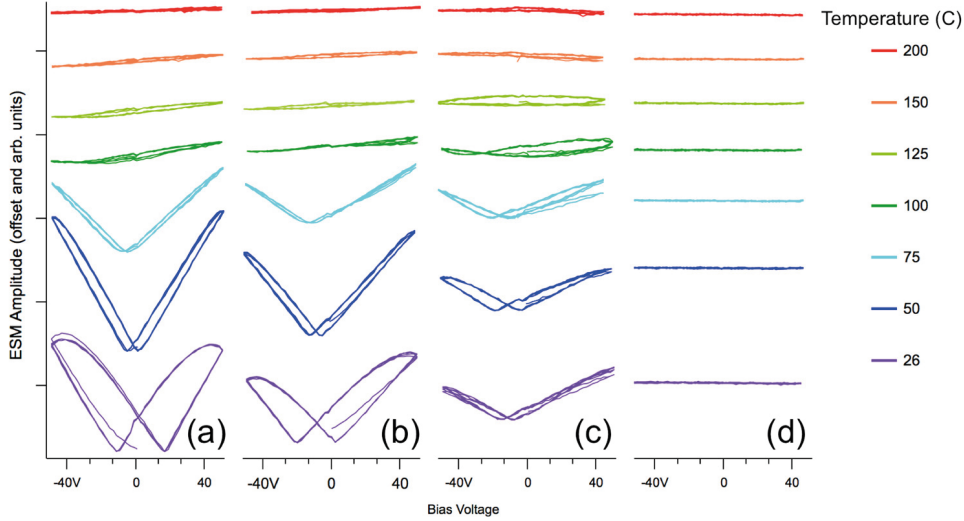 Temperature (C)
200
150
125
100
75
50
26
ESM Amplitude (offset and arb. units)
(a) (b) (c) (d)
-40V 0 40 -40V 0 40 -40V 0 40 -40V 0 40
Bias Voltage